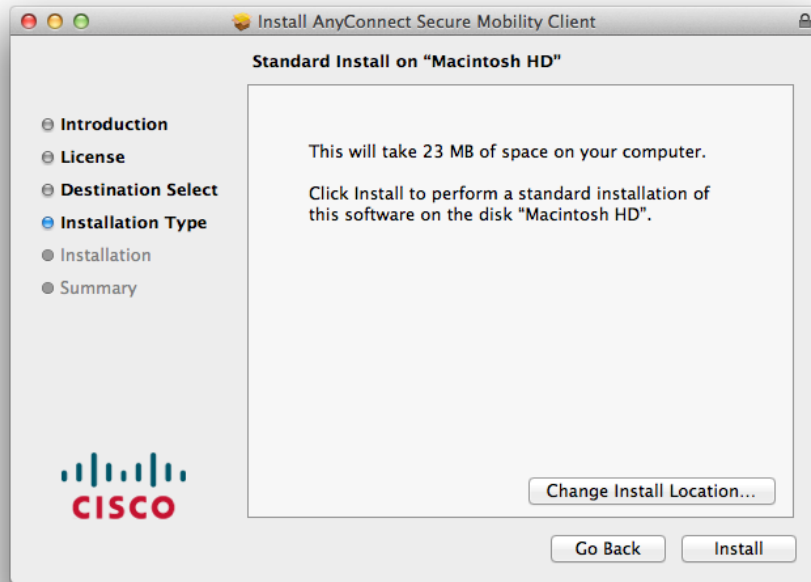 Install AnyConnect Secure Mobility Client
Standard Install on “Macintosh HD”
Introduction
License
Destination Select
Installation Type
Installation
Summary
This will take 23 MB of space on your computer.
Click Install to perform a standard installation of
this software on the disk “Macintosh HD”.
CISCO
Change Install Location...
Go Back
Install